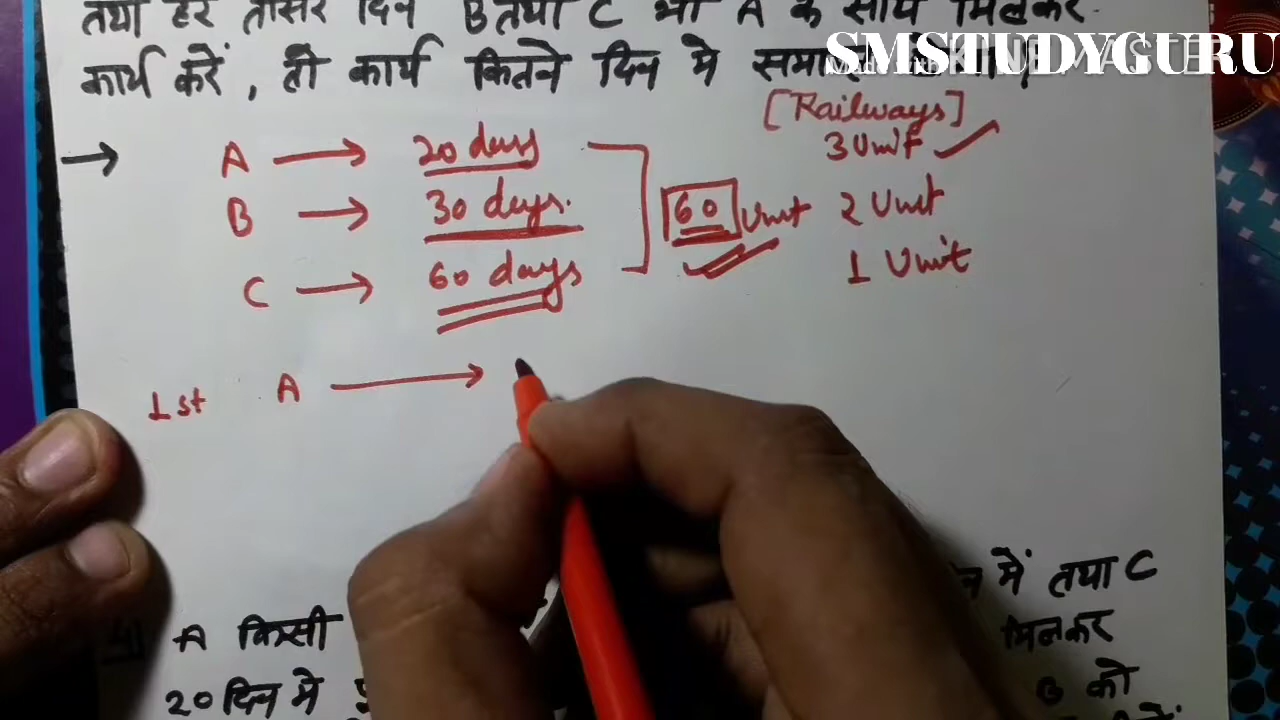 तथा हर तीसरे दिन B तथा C भी A के साथ मिलकर
कार्य करें, तो कार्य कितने दिन मे
SMSTUDYGURU
[Railways]
A → 20 days 3 Unit
B → 30 days. 60 Unit 2 Unit
C → 60 days 1 Unit
1st A →
में तथा C
A किसी मिलकर
20 दिन मे B को